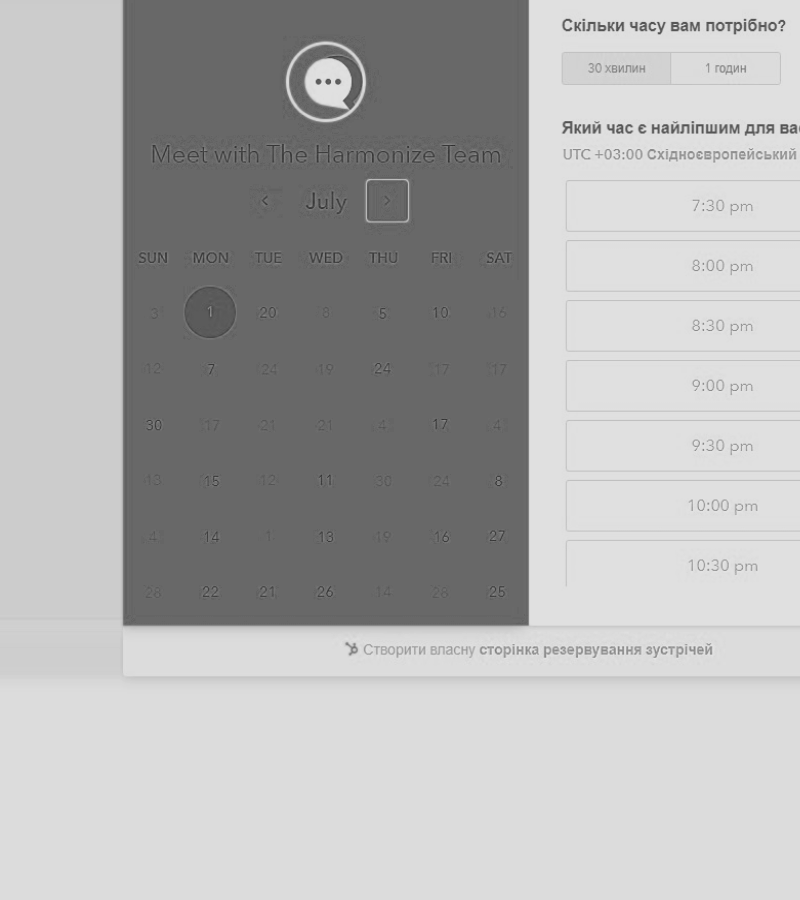 Meet with The Harmonize Team
July
SUN MON TUE WED THU FRI SAT
3 1 20 8 5 10 16
12 7 24 19 24 17 17
30 17 21 21 4 17 4
13 15 12 11 30 24 8
4 14 1 13 19 16 27
28 22 21 26 14 28 25
Скільки часу вам потрібно?
30 хвилин 1 годин
Який час є найліпшим для вас
UTC +03:00 Східноєвропейський
7:30 pm
8:00 pm
8:30 pm
9:00 pm
9:30 pm
10:00 pm
10:30 pm
Створити власну сторінка резервування зустрічей